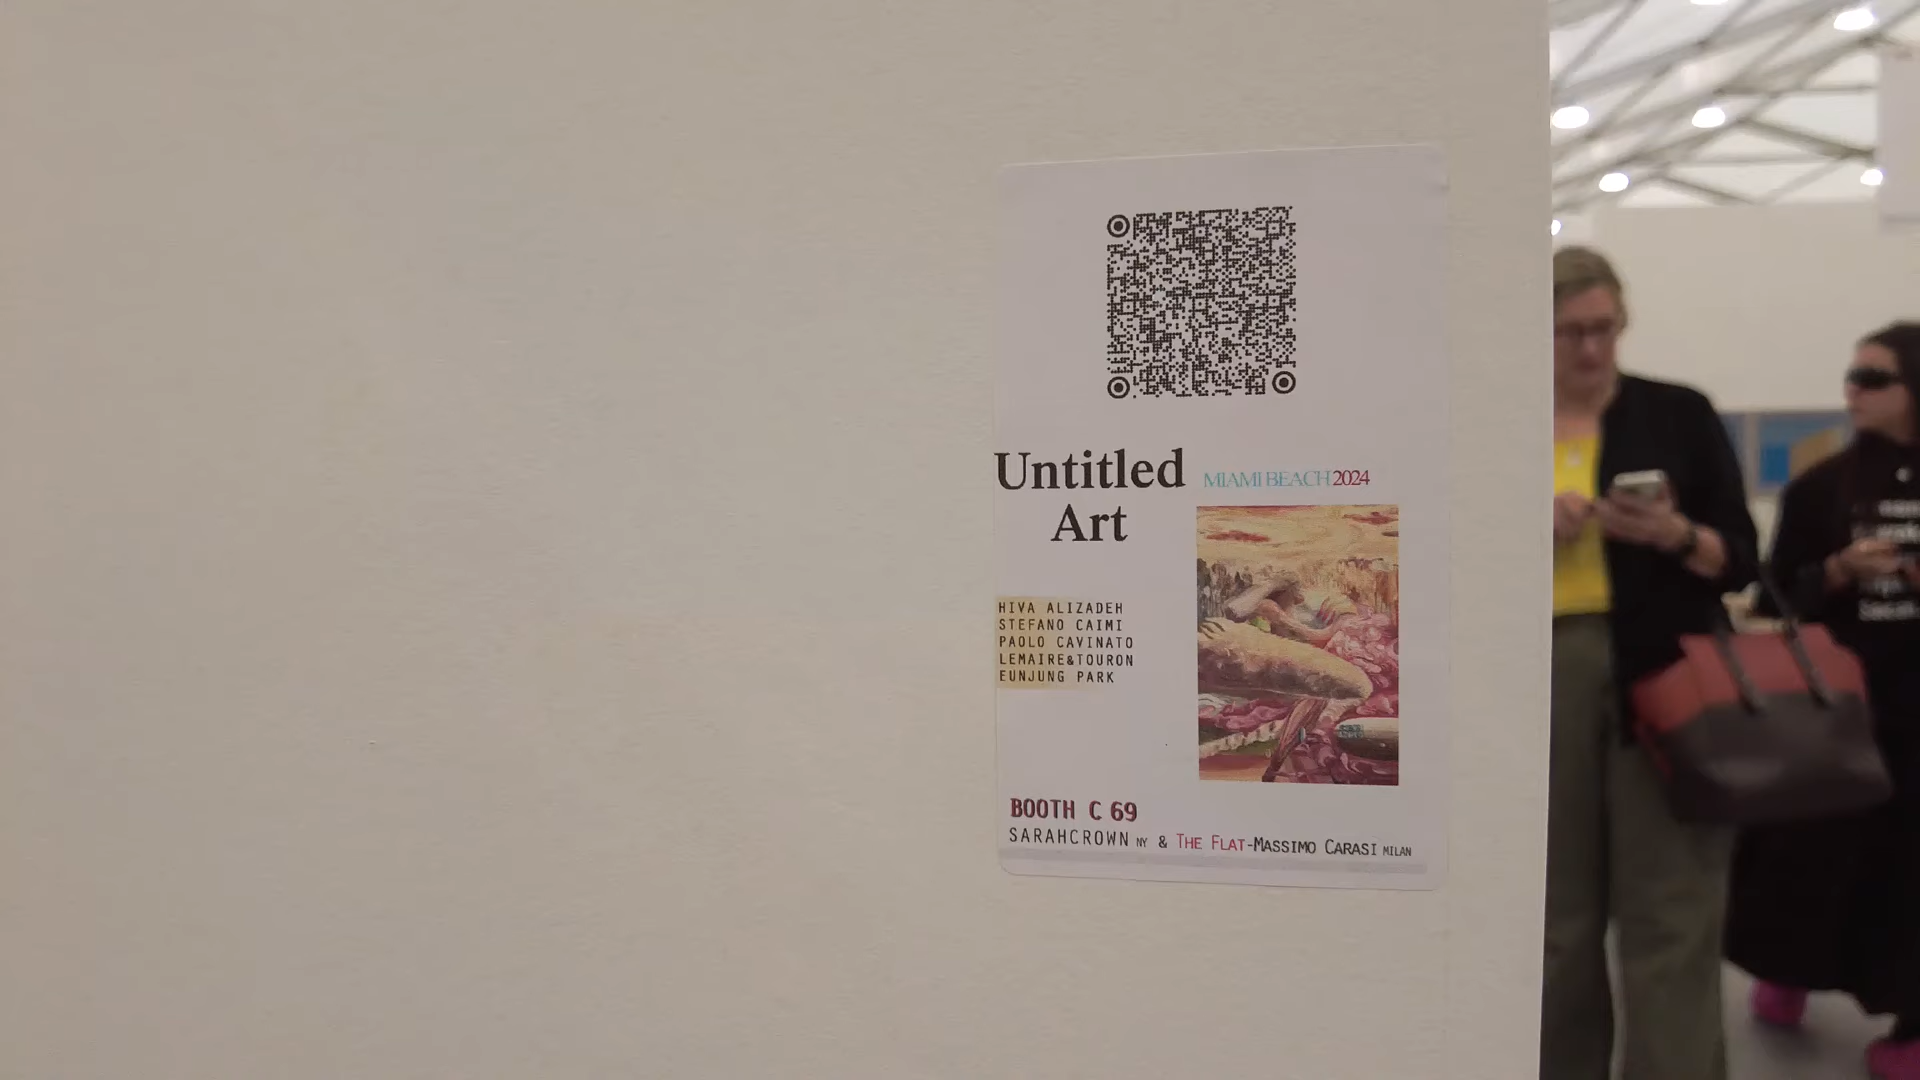 Untitled
Art
MIAMI BEACH 2024
HIVA ALIZADEH
STEFANO CAIMI
PAOLO CAVINATO
LEMAIRE&TOURON
EUNJUNG PARK
BOOTH C 69
SARAHCROWN NY & THE FLAT-MASSIMO CARASI MILAN